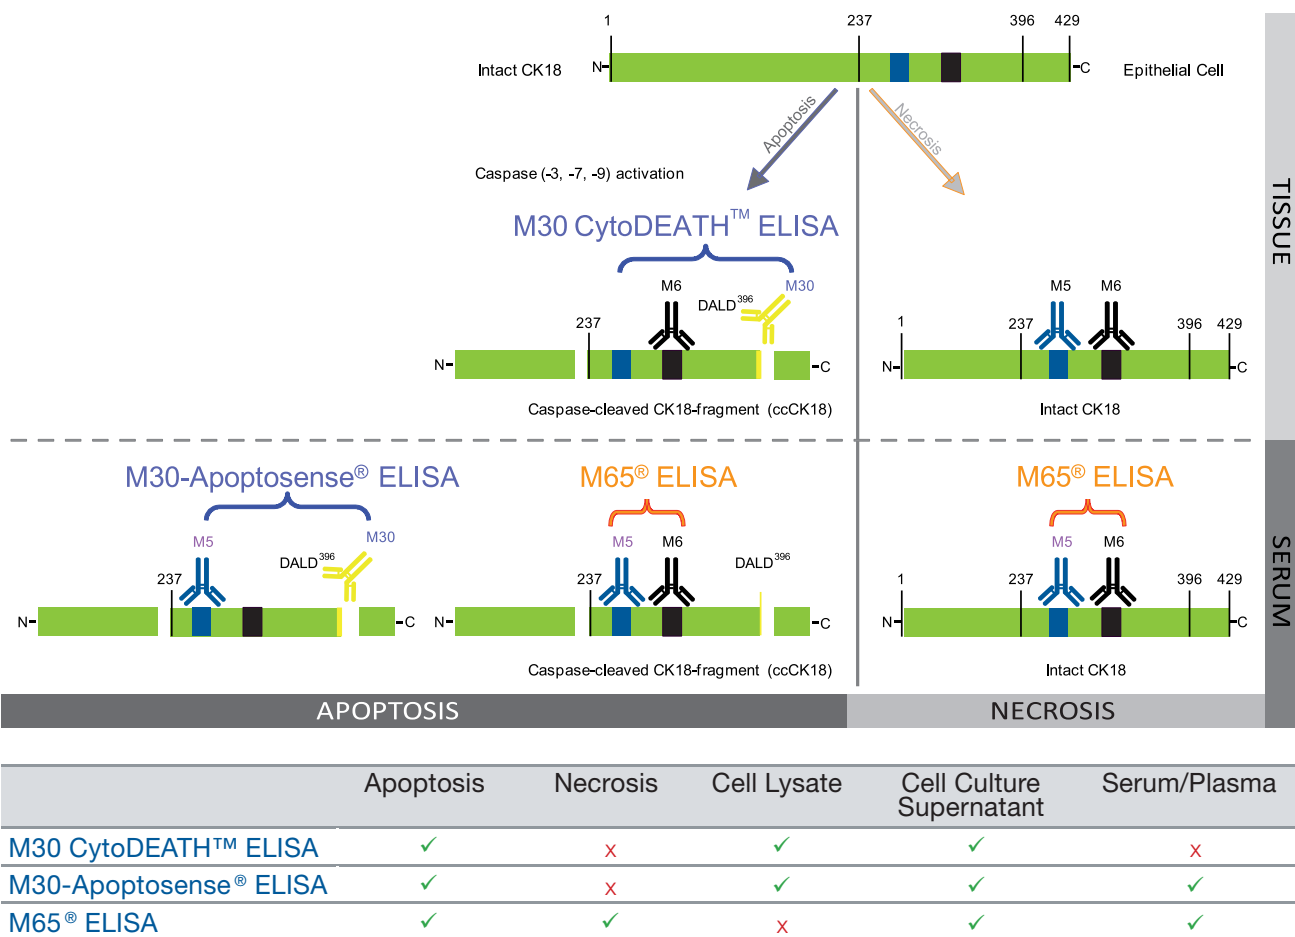 1 237 396 429
Intact CK18 N C Epithelial Cell
Apoptosis
Necrosis
Caspase (-3, -7, -9) activation
TISSUE
M30 CytoDEATH™ ELISA
M6 M30 M5 M6
DALD396
237 1 237 396 429
N C N C
Caspase-cleaved CK18-fragment (ccCK18) Intact CK18
M30-Apoptosense® ELISA M65® ELISA M65® ELISA
SERUM
M5 M30 M5 M6 M5 M6
DALD396 DALD396
237 237 1 237 396 429
N C N C N C
Caspase-cleaved CK18-fragment (ccCK18) Intact CK18
APOPTOSIS NECROSIS
Apoptosis Necrosis Cell Lysate Cell Culture Serum/Plasma
Supernatant
M30 CytoDEATH™ ELISA ✓ x ✓ ✓ x
M30-Apoptosense® ELISA ✓ x ✓ ✓ ✓
M65® ELISA ✓ ✓ x ✓ ✓